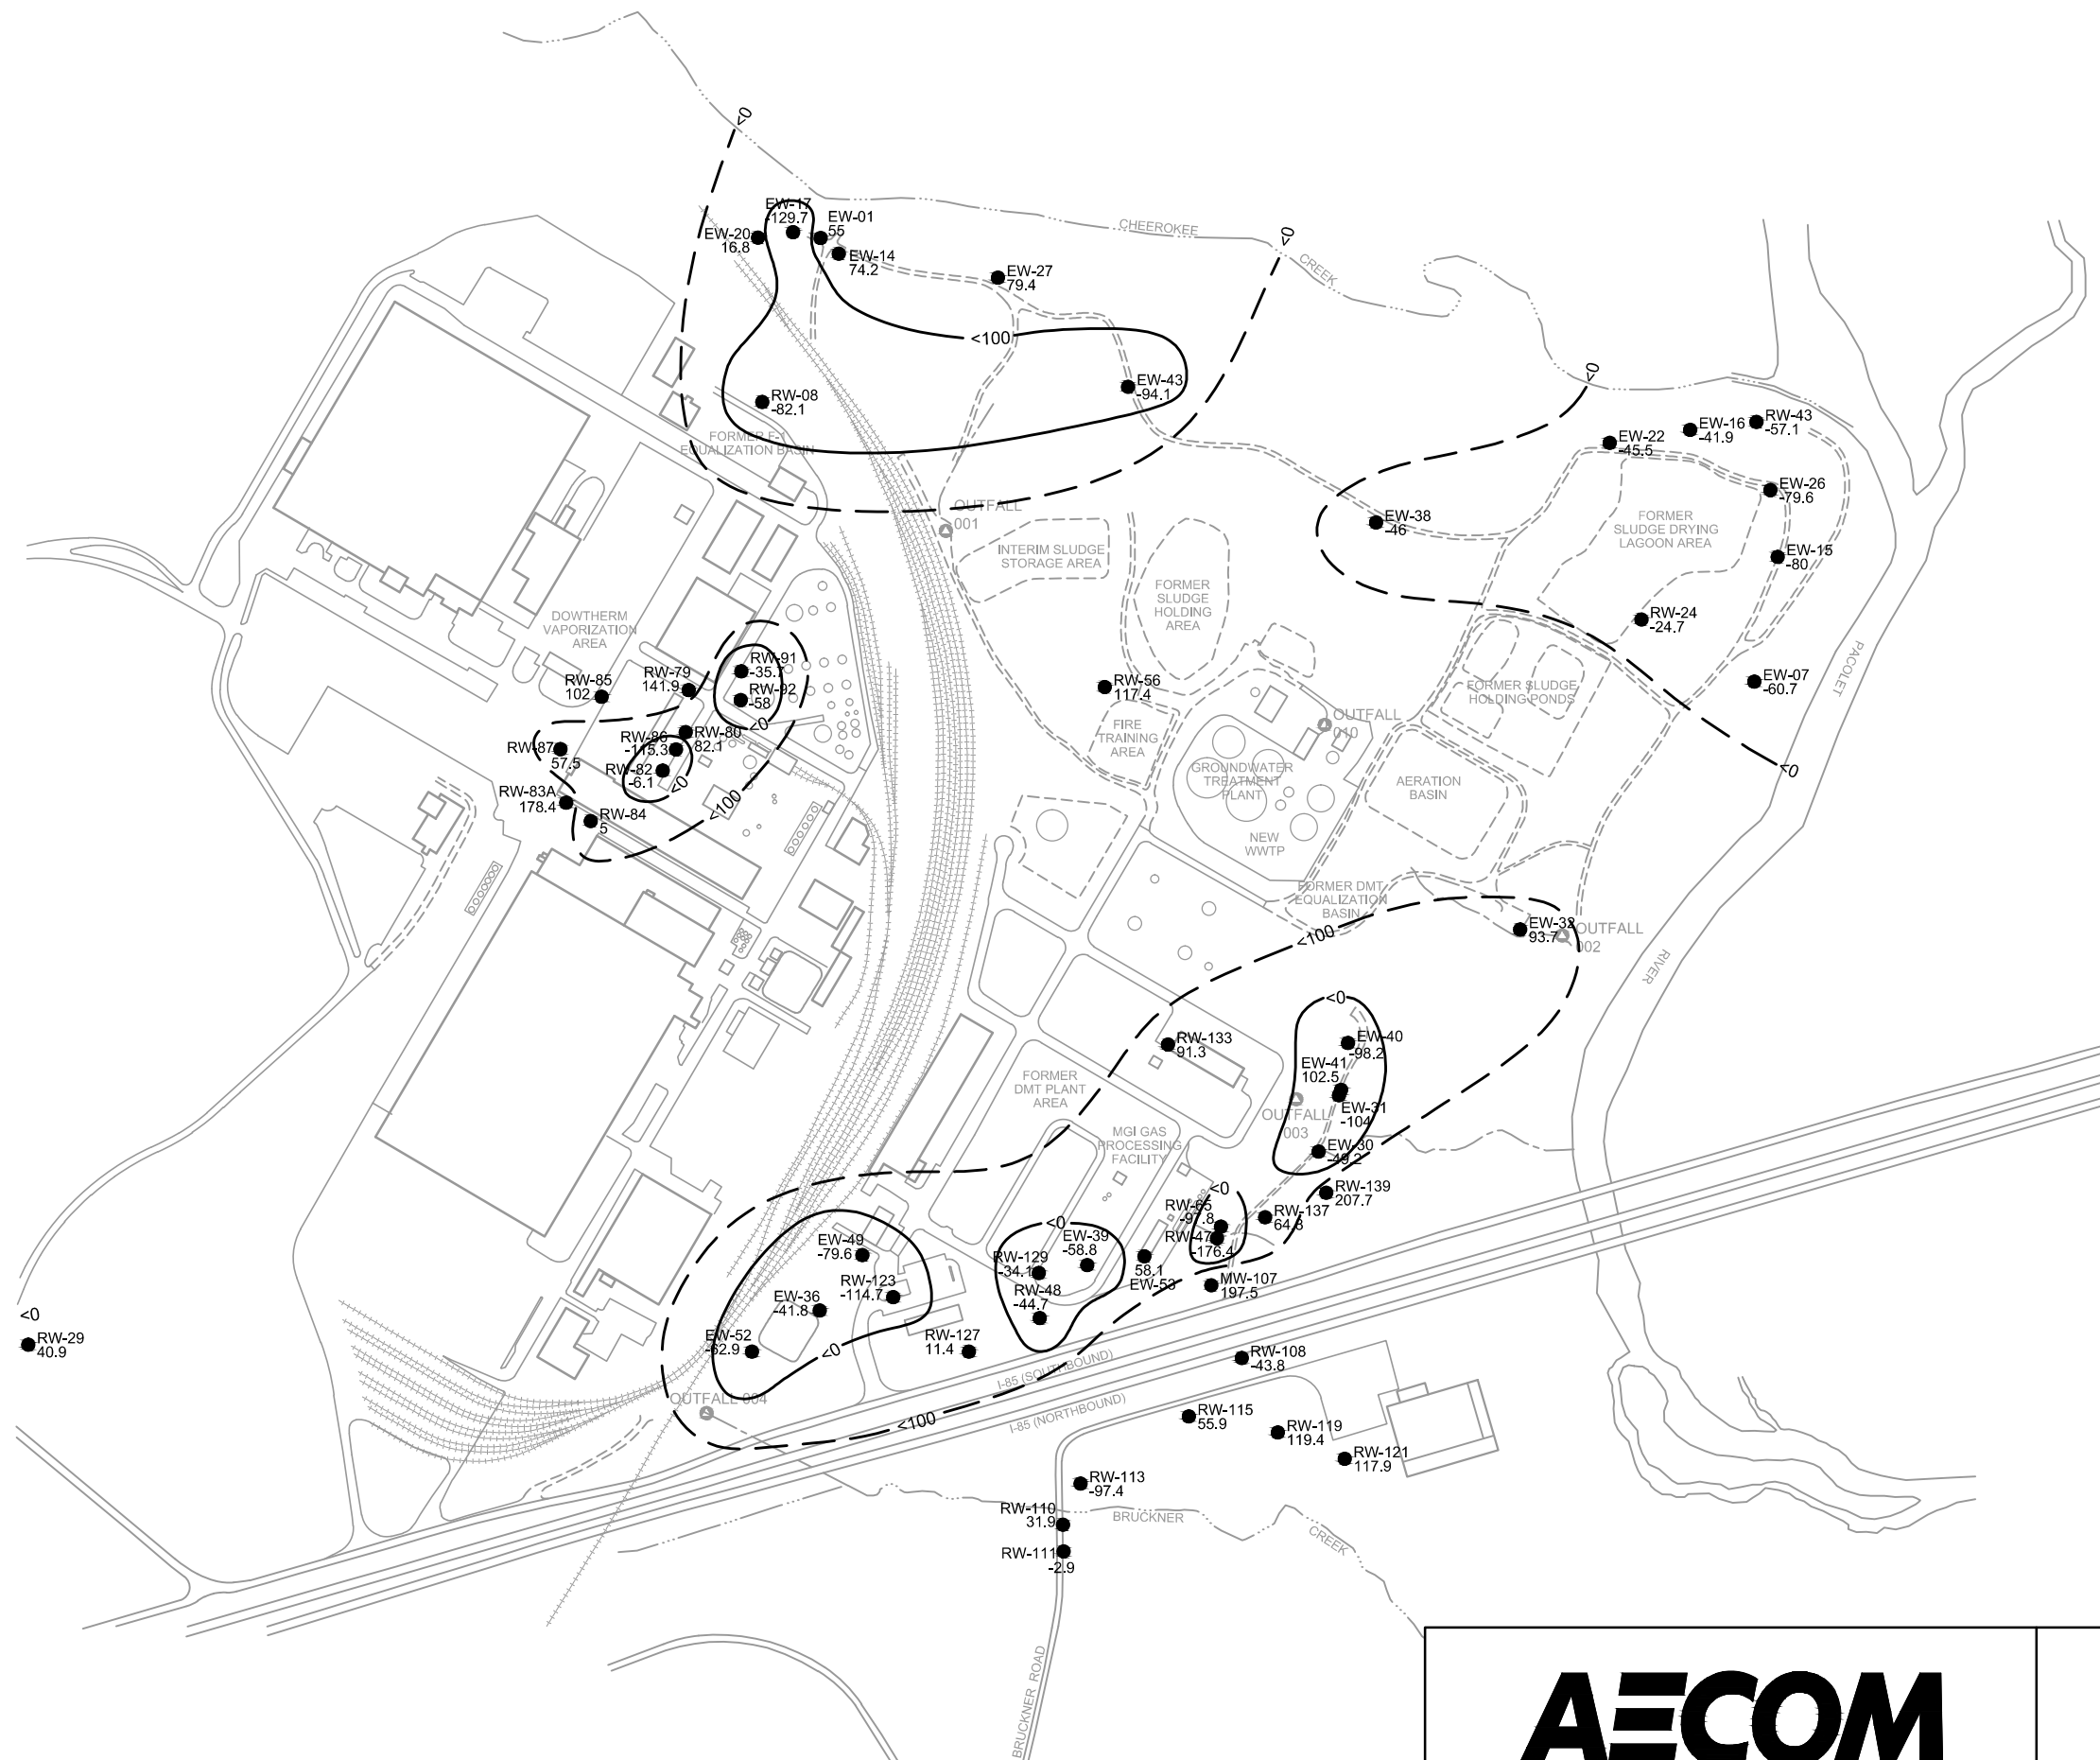 <0
<0
<0
EW-17
-129.7
EW-01
55
EW-20
16.8
EW-14
74.2
EW-27
79.4
CHEEROKEE
CREEK
<100
EW-43
-94.1
RW-08
-82.1
FORMER F-1
EQUALIZATION BASIN
EW-22
-45.5
EW-16
-41.9
RW-43
-57.1
EW-26
-79.6
EW-38
-46
EW-15
-80
FORMER
SLUDGE DRYING
LAGOON AREA
OUTFALL
001
INTERIM SLUDGE
STORAGE AREA
FORMER
SLUDGE
HOLDING
AREA
DOWTHERM
VAPORIZATION
AREA
RW-24
-24.7
EW-07
-60.7
PACOLET
RW-91
-35.7
RW-92
-58
<0
RW-79
141.9
RW-85
102
RW-80
82.1
RW-86
-115.3
RW-87
57.5
RW-82
-6.1
<0
RW-83A
178.4
RW-84
5
<100
RW-56
117.4
FIRE
TRAINING
AREA
OUTFALL
010
FORMER SLUDGE
HOLDING PONDS
<0
GROUNDWATER
TREATMENT
PLANT
AERATION
BASIN
NEW
WWTP
FORMER DMT
EQUALIZATION
BASIN
<100
EW-32
93.7
OUTFALL
002
RIVER
<0
EW-40
-98.2
EW-41
102.5
EW-31
-104
OUTFALL
003
EW-30
-49.2
RW-133
91.3
FORMER
DMT PLANT
AREA
MGI GAS
PROCESSING
FACILITY
RW-139
207.7
RW-137
64.8
<0
RW-65
-97.8
RW-47
-176.4
MW-107
197.5
58.1
EW-53
<0
EW-39
-58.8
RW-129
-34.1
RW-48
-44.7
EW-49
-79.6
RW-123
-114.7
EW-36
-41.8
EW-52
-62.9
<0
RW-127
11.4
<0
RW-29
40.9
OUTFALL 004
<100
I-85 (SOUTHBOUND)
I-85 (NORTHBOUND)
RW-108
-43.8
RW-115
55.9
RW-119
119.4
RW-121
117.9
RW-113
-97.4
RW-110
31.9
RW-111
-2.9
BRUCKNER
CREEK
BRUCKNER ROAD
AECOM